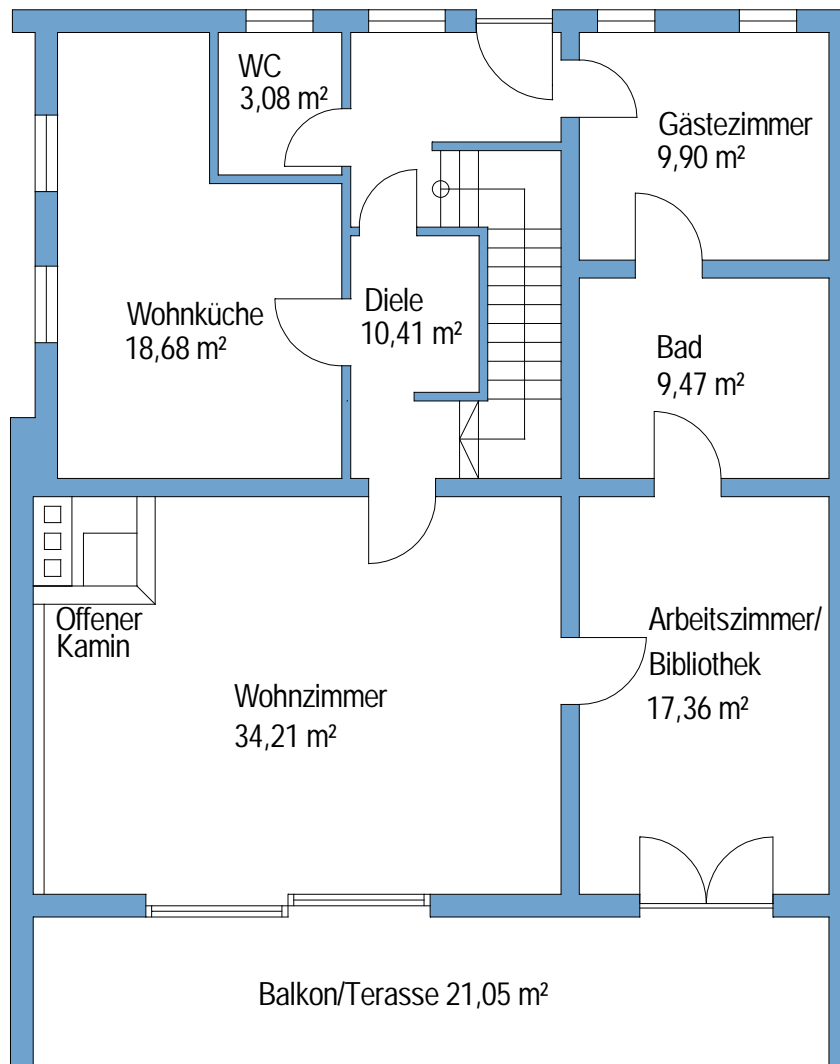 WC
3,08 m²
Gästezimmer
9,90 m²
Wohnküche
18,68 m²
Diele
10,41 m²
Bad
9,47 m²
Offener
Kamin
Wohnzimmer
34,21 m²
Arbeitszimmer/
Bibliothek
17,36 m²
Balkon/Terasse 21,05 m²